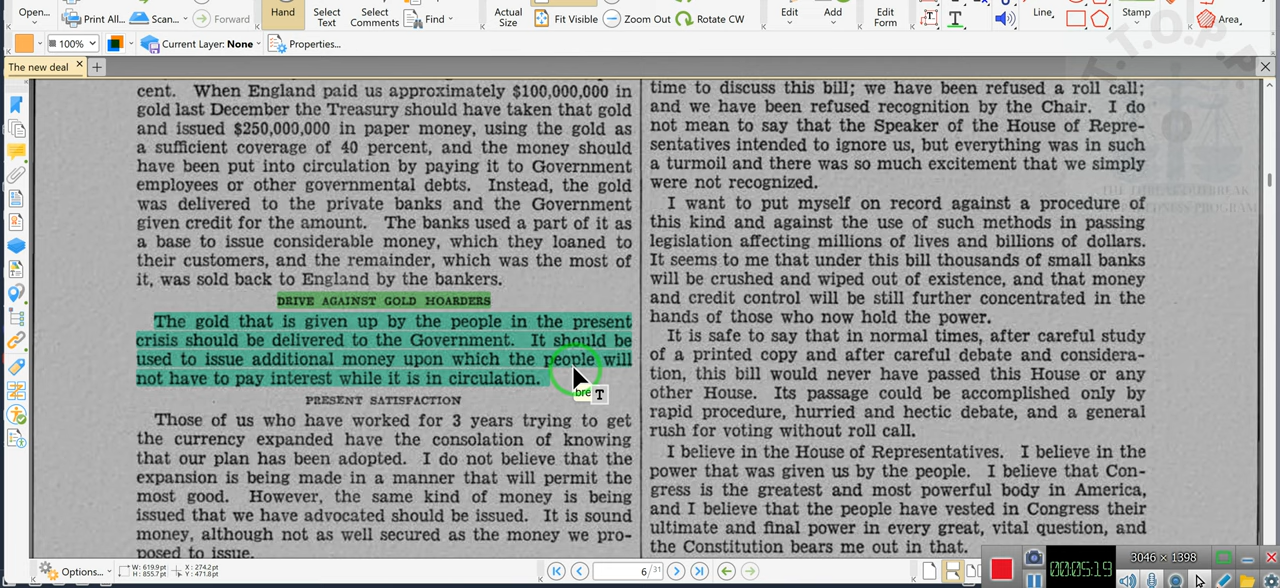 Open...
Print All...
Scan...
Forward
Hand
Select
Text
Select
Comments
Find
Actual
Size
Fit Visible
Zoom Out
Rotate CW
Edit
Add
Edit
Form
Line,
Stamp
Area,
100%
Current Layer: None
Properties...
The new deal
cent. When England paid us approximately $100,000,000 in
gold last December the Treasury should have taken that gold
and issued $250,000,000 in paper money, using the gold as
a sufficient coverage of 40 percent, and the money should
have been put into circulation by paying it to Government
employees or other governmental debts. Instead, the gold
was delivered to the private banks and the Government
given credit for the amount. The banks used a part of it as
a base to issue considerable money, which they loaned to
their customers, and the remainder, which was the most of
it, was sold back to England by the bankers.
DRIVE AGAINST GOLD HOARDERS
The gold that is given up by the people in the present
crisis should be delivered to the Government. It should be
used to issue additional money upon which the people will
not have to pay interest while it is in circulation.
PRESENT SATISFACTION
Those of us who have worked for 3 years trying to get
the currency expanded have the consolation of knowing
that our plan has been adopted. I do not believe that the
expansion is being made in a manner that will permit the
most good. However, the same kind of money is being
issued that we have advocated should be issued. It is sound
money, although not as well secured as the money we pro-
posed to issue.
time to discuss this bill; we have been refused a roll call;
and we have been refused recognition by the Chair. I do
not mean to say that the Speaker of the House of Repre-
sentatives intended to ignore us, but everything was in such
a turmoil and there was so much excitement that we simply
were not recognized.
I want to put myself on record against a procedure of
this kind and against the use of such methods in passing
legislation affecting millions of lives and billions of dollars.
It seems to me that under this bill thousands of small banks
will be crushed and wiped out of existence, and that money
and credit control will be still further concentrated in the
hands of those who now hold the power.
It is safe to say that in normal times, after careful study
of a printed copy and after careful debate and considera-
tion, this bill would never have passed this House or any
other House. Its passage could be accomplished only by
rapid procedure, hurried and hectic debate, and a general
rush for voting without roll call.
I believe in the House of Representatives. I believe in the
power that was given us by the people. I believe that Con-
gress is the greatest and most powerful body in America,
and I believe that the people have vested in Congress their
ultimate and final power in every great, vital question, and
the Constitution bears me out in that.
Options...
W: 619.9pt
H: 855.7pt
X: 274.2pt
Y: 471.8pt
6 / 31
3046 × 1398
00:05:19